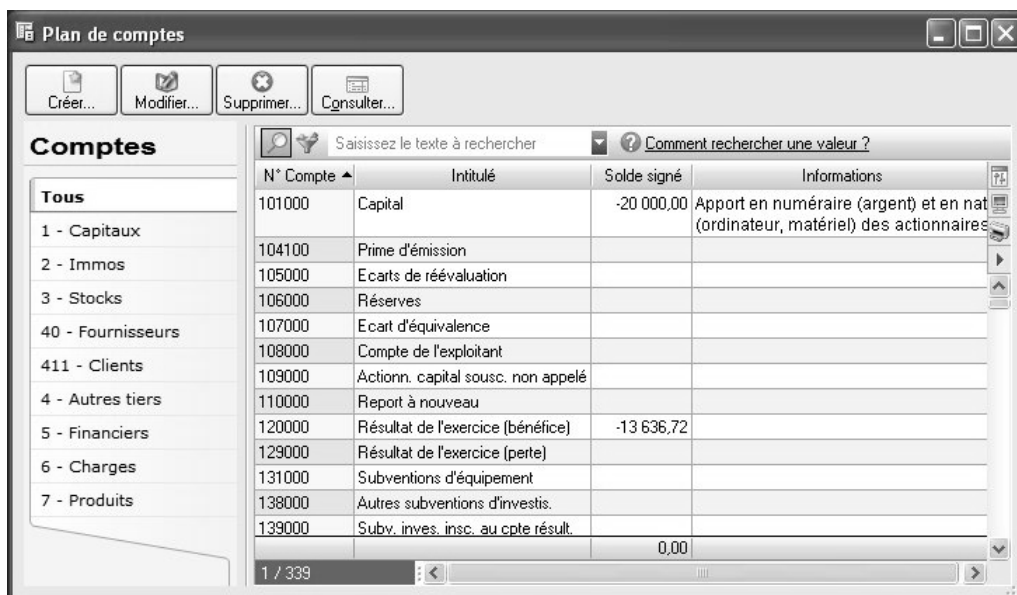 Plan de comptes
Créer... Modifier... Supprimer... Consulter...
Comptes
Tous
1 - Capitaux
2 - Immos
3 - Stocks
40 - Fournisseurs
411 - Clients
4 - Autres tiers
5 - Financiers
6 - Charges
7 - Produits
Saisissez le texte à rechercher Comment rechercher une valeur ?
N° Compte Intitulé Solde signé Informations
101000 Capital -20 000,00 Apport en numéraire (argent) et en nat
(ordinateur, matériel) des actionnaires
104100 Prime d'émission
105000 Ecarts de réévaluation
106000 Réserves
107000 Ecart d'équivalence
108000 Compte de l'exploitant
109000 Actionn. capital sousc. non appelé
110000 Report à nouveau
120000 Résultat de l'exercice (bénéfice) -13 636,72
129000 Résultat de l'exercice (perte)
131000 Subventions d'équipement
138000 Autres subventions d'investis.
139000 Subv. inves. insc. au cpte résult.
0,00
1 / 339